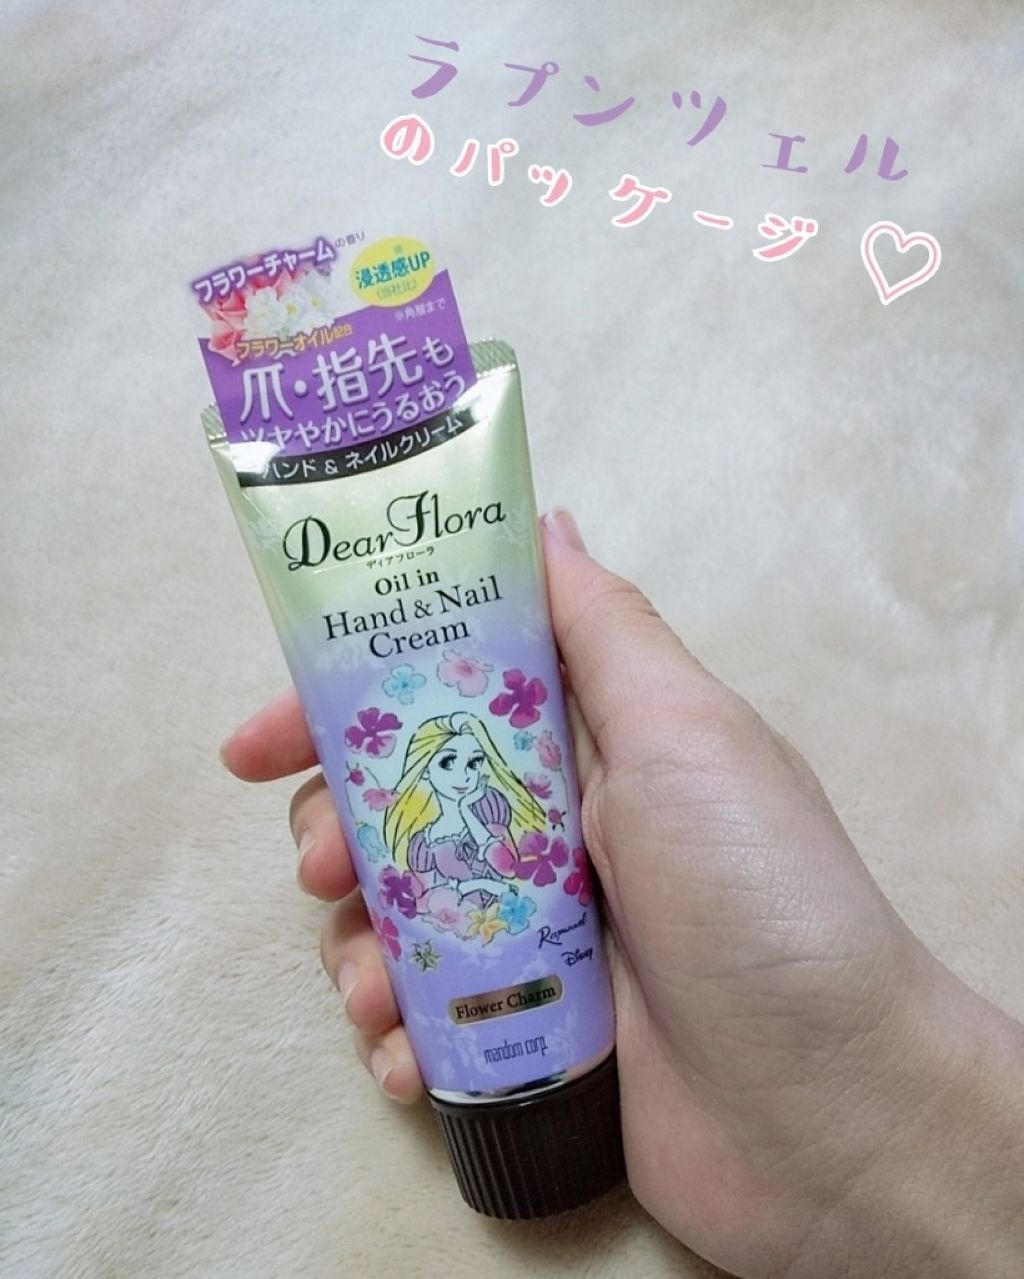 ラプンツェル
のパッケージ♡
フラワーチャームの香り
浸透感UP
(当社比)
※角層まで
フラワーオイル配合
爪・指先も
ツヤやかにうるおう
ハンド & ネイルクリーム
Dear Flora
ディアフローラ
Oil in
Hand & Nail
Cream
Rapunzel
Disney
Flower Charm
mandom corp.